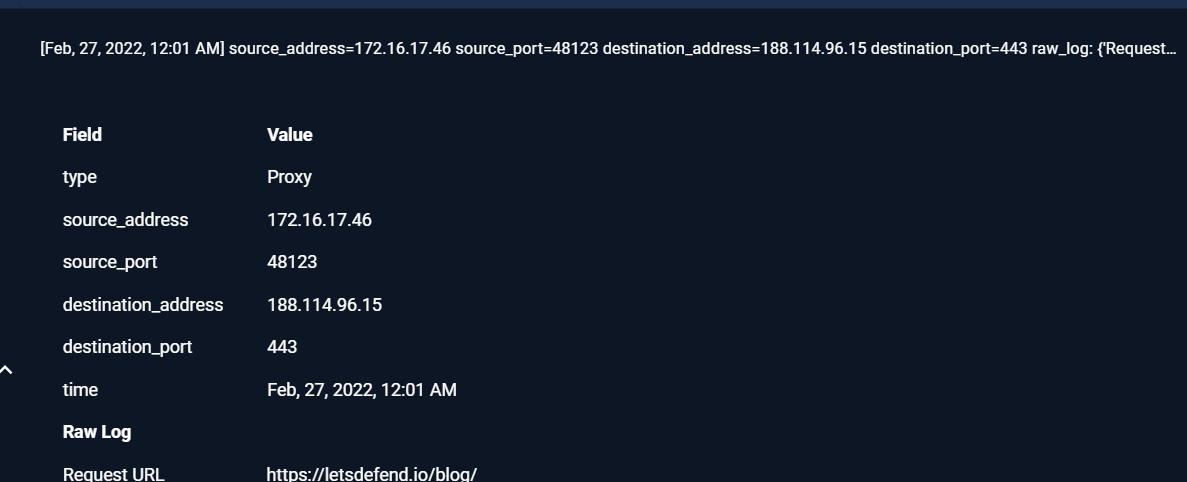 [Feb, 27, 2022, 12:01 AM] source_address=172.16.17.46 source_port=48123 destination_address=188.114.96.15 destination_port=443 raw_log: {'Request...
Field Value
type Proxy
source_address 172.16.17.46
source_port 48123
destination_address 188.114.96.15
destination_port 443
time Feb, 27, 2022, 12:01 AM
Raw Log
Request URL https://letsdefend.io/blog/